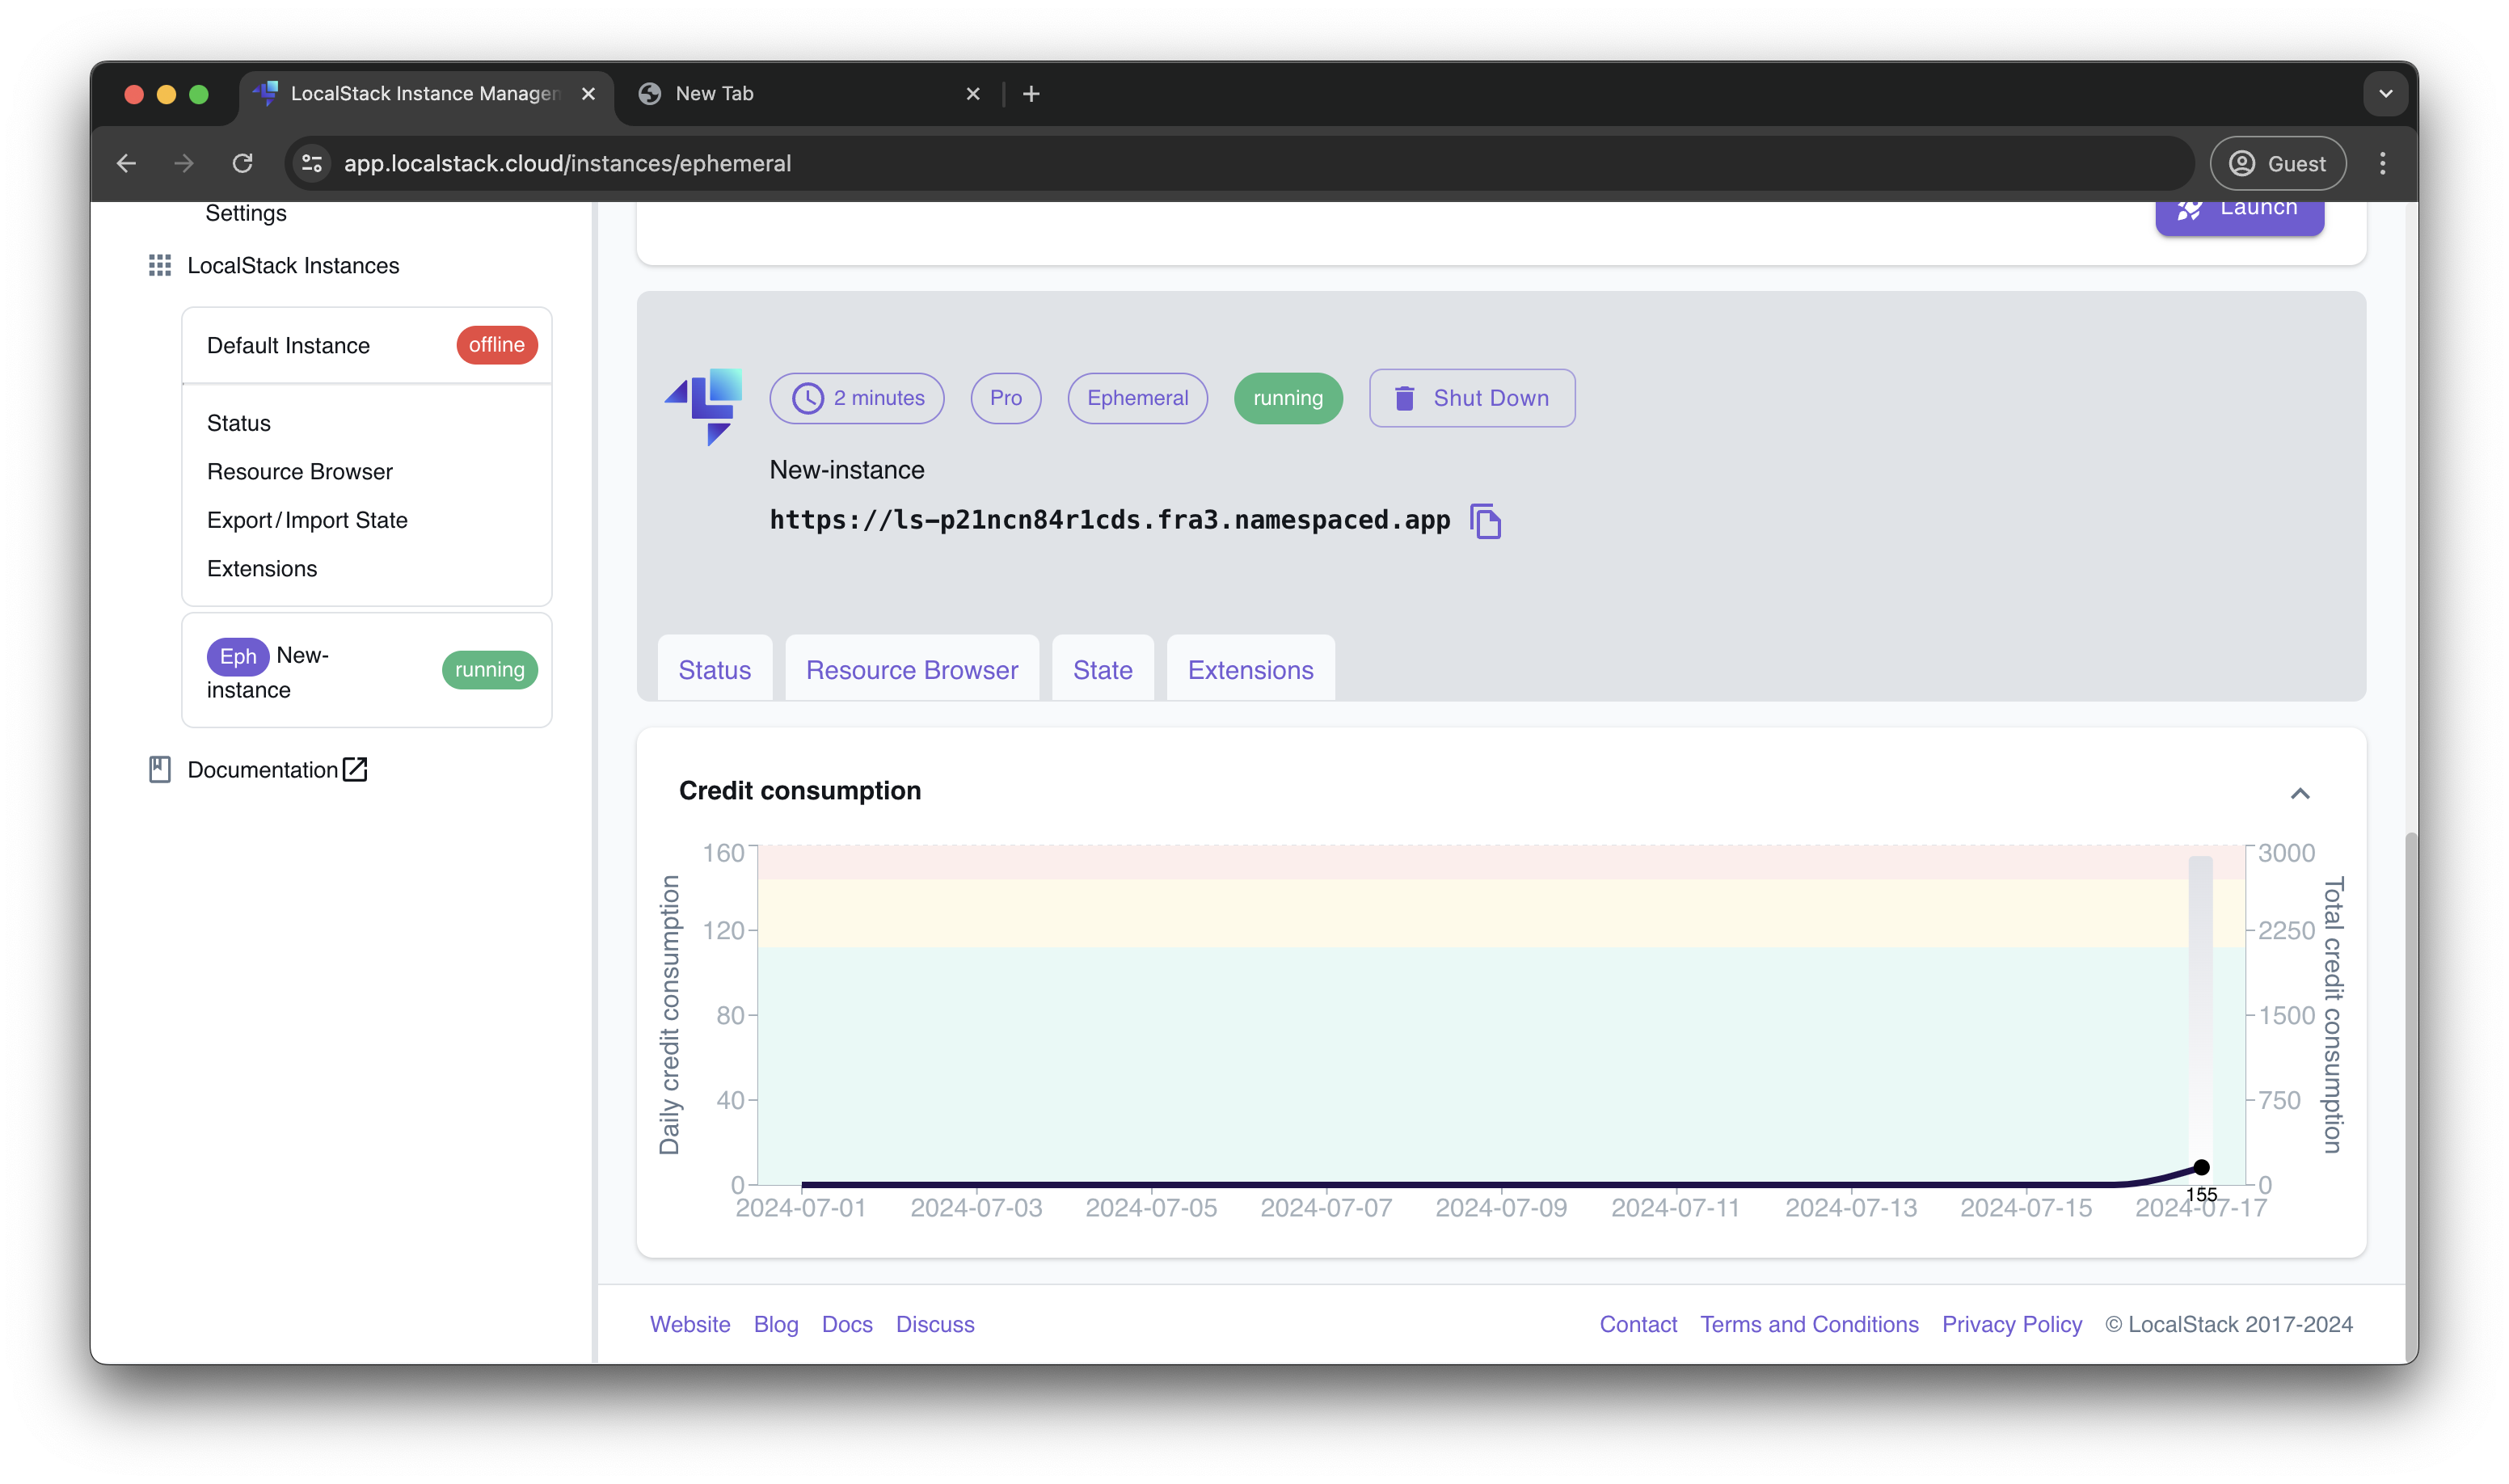 LocalStack Instance Managen
New Tab
app.localstack.cloud/instances/ephemeral
Guest
Settings
LocalStack Instances
Default Instance
offline
Status
Resource Browser
Export/Import State
Extensions
Eph New-
instance
running
Documentation
Launch
2 minutes
Pro
Ephemeral
running
Shut Down
New-instance
https://ls-p21ncn84r1cds.fra3.namespaced.app
Status
Resource Browser
State
Extensions
Credit consumption
Daily credit consumption
160
120
80
40
0
3000
2250
1500
750
0
Total credit consumption
155
2024-07-01
2024-07-03
2024-07-05
2024-07-07
2024-07-09
2024-07-11
2024-07-13
2024-07-15
2024-07-17
Website
Blog
Docs
Discuss
Contact
Terms and Conditions
Privacy Policy
© LocalStack 2017-2024